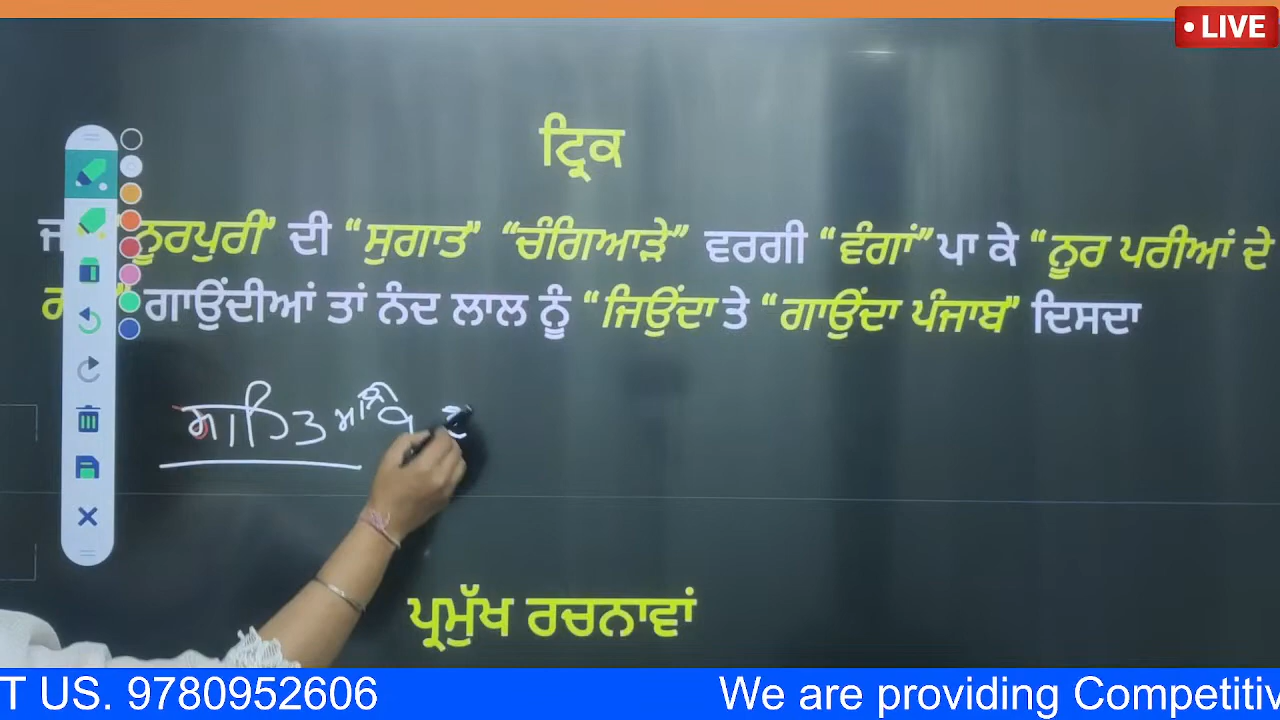 • LIVE
ਟ੍ਰਿਕ
ਨੂਰਪੁਰੀ" ਦੀ "ਸੁਗਾਤ" "ਚੰਗਿਆੜੇ" ਵਰਗੀ "ਵੰਗਾਂ" ਪਾ ਕੇ "ਨੂਰ ਪਰੀਆਂ ਦੇ
ਗਾਉਂਦੀਆਂ ਤਾਂ ਨੰਦ ਲਾਲ ਨੂੰ "ਜਿਉਂਦਾ ਤੇ "ਗਾਉਂਦਾ ਪੰਜਾਬ" ਦਿਸਦਾ
ਸਾਹਿਤ
ਪ੍ਰਮੁੱਖ ਰਚਨਾਵਾਂ
T US. 9780952606 We are providing Competitiv